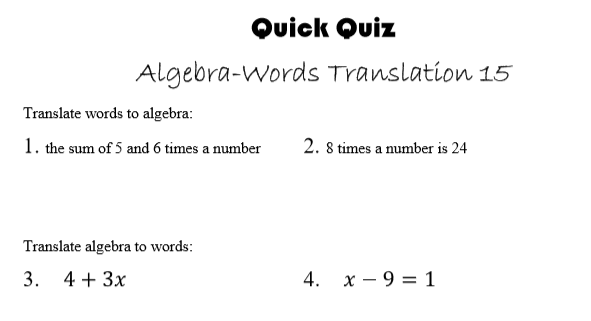 Quick Quiz
Algebra-Words Translation 15
Translate words to algebra:
1. the sum of 5 and 6 times a number
2. 8 times a number is 24
Translate algebra to words:
3. 4 + 3x
4. x − 9 = 1